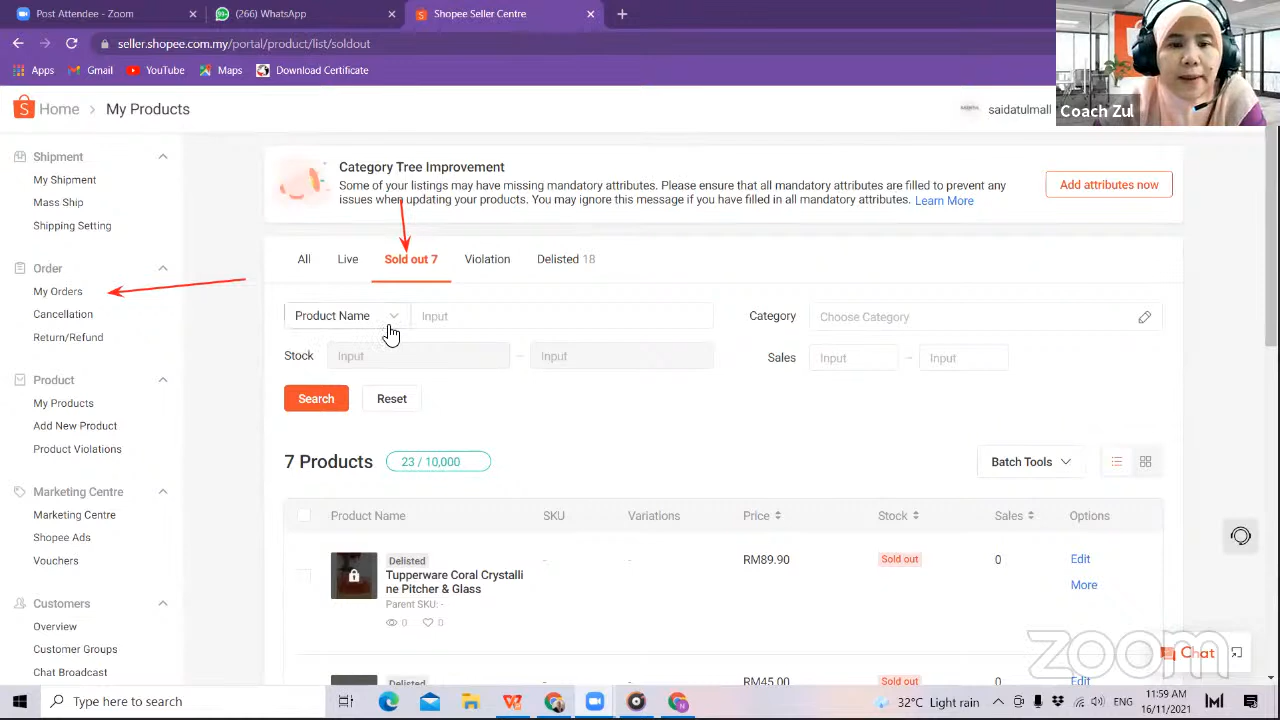 Post Attendee - Zoom
(266) WhatsApp
Shopee Seller Centre
seller.shopee.com.my/portal/product/list/soldout
Apps
Gmail
YouTube
Maps
Download Certificate
Coach Zul
Home > My Products
saidatulmall
Shipment
My Shipment
Mass Ship
Shipping Setting
Order
My Orders
Cancellation
Return/Refund
Product
My Products
Add New Product
Product Violations
Marketing Centre
Marketing Centre
Shopee Ads
Vouchers
Customers
Overview
Customer Groups
Chat Broadcast
Category Tree Improvement
Some of your listings may have missing mandatory attributes. Please ensure that all mandatory attributes are filled to prevent any
issues when updating your products. You may ignore this message if you have filled in all mandatory attributes. Learn More
Add attributes now
All
Live
Sold out 7
Violation
Delisted 18
Product Name
Input
Category
Choose Category
Stock
Input
Input
Sales
Input
Input
Search
Reset
7 Products
23 / 10,000
Batch Tools
Product Name
SKU
Variations
Price
Stock
Sales
Options
Delisted
Tupperware Coral Crystalli
ne Pitcher & Glass
Parent SKU: -
0
0
-
-
RM89.90
Sold out
0
Edit
More
Delisted
RM45.00
Sold out
0
Edit
zoom
Chat
Type here to search
32°C Light rain
ENG
11:59 AM
16/11/2021